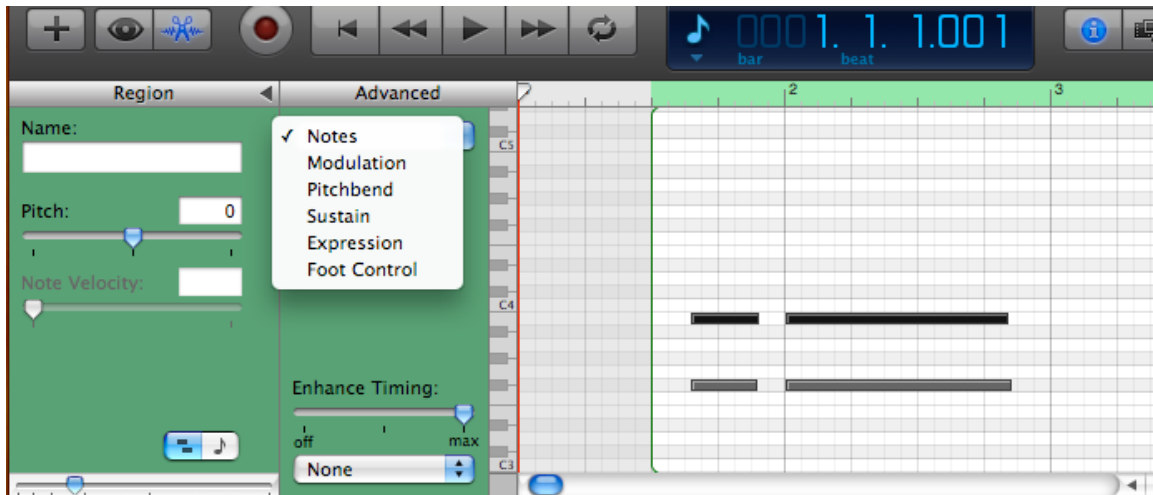 0001. 1. 1.001
bar beat
Region Advanced
2 3
Name:
✓ Notes
Modulation
Pitchbend
Sustain
Expression
Foot Control
C5
Pitch: 0
Note Velocity:
C4
Enhance Timing:
off max
None
C3